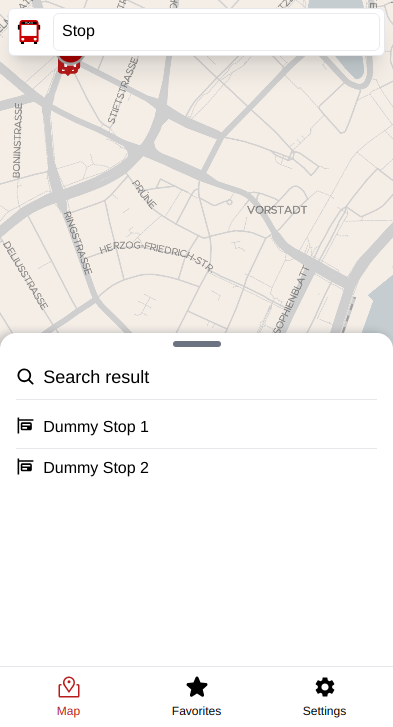 Stop
STIFTSTRASSE
BONINSTRASSE
PRÜNE
VORSTADT
RINGSTRASSE
HERZOG-FRIEDRICH-STR.
DELIUSSTRASSE
SOPHIENBLATT
Search result
Dummy Stop 1
Dummy Stop 2
Map
Favorites
Settings